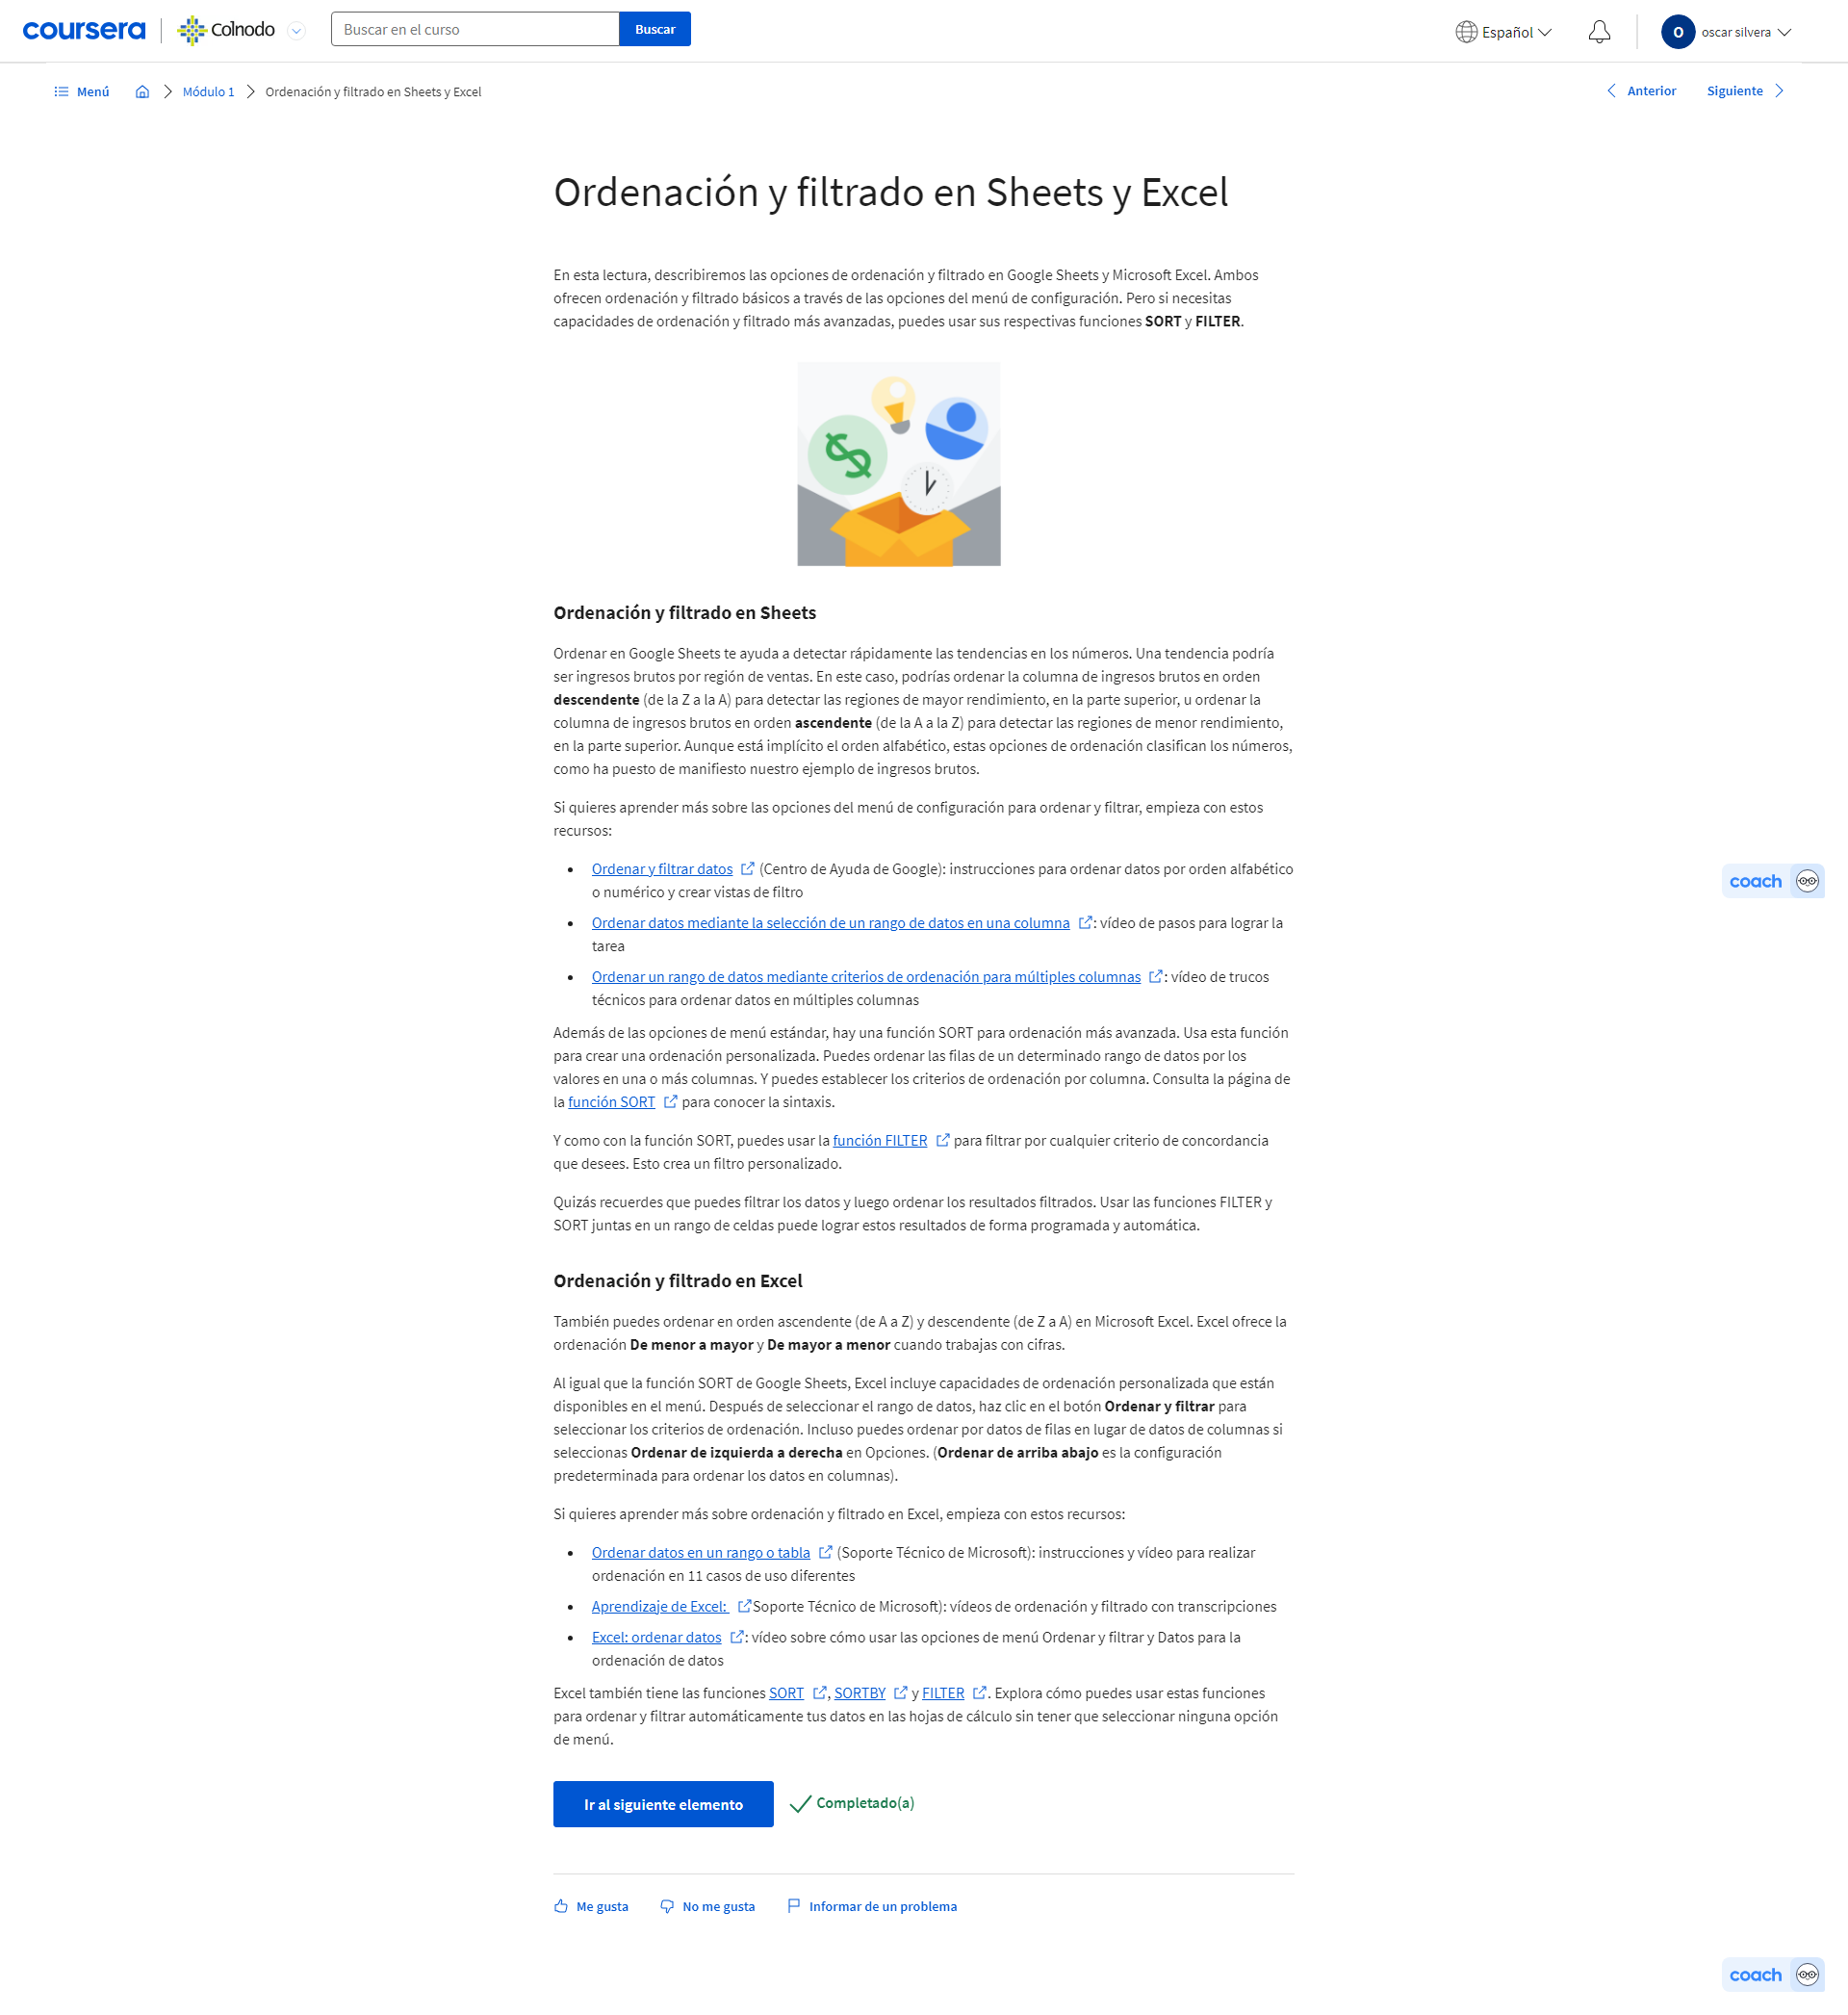 coursera
Colnodo
Buscar en el curso
Buscar
Español
O
oscar silvera
Menú
Módulo 1
Ordenación y filtrado en Sheets y Excel
Anterior
Siguiente
Ordenación y filtrado en Sheets y Excel
En esta lectura, describiremos las opciones de ordenación y filtrado en Google Sheets y Microsoft Excel. Ambos
ofrecen ordenación y filtrado básicos a través de las opciones del menú de configuración. Pero si necesitas
capacidades de ordenación y filtrado más avanzadas, puedes usar sus respectivas funciones SORT y FILTER.
$
Ordenación y filtrado en Sheets
Ordenar en Google Sheets te ayuda a detectar rápidamente las tendencias en los números. Una tendencia podría
ser ingresos brutos por región de ventas. En este caso, podrías ordenar la columna de ingresos brutos en orden
descendente (de la Z a la A) para detectar las regiones de mayor rendimiento, en la parte superior, u ordenar la
columna de ingresos brutos en orden ascendente (de la A a la Z) para detectar las regiones de menor rendimiento,
en la parte superior. Aunque está implícito el orden alfabético, estas opciones de ordenación clasifican los números,
como ha puesto de manifiesto nuestro ejemplo de ingresos brutos.
Si quieres aprender más sobre las opciones del menú de configuración para ordenar y filtrar, empieza con estos
recursos:
• Ordenar y filtrar datos (Centro de Ayuda de Google): instrucciones para ordenar datos por orden alfabético
o numérico y crear vistas de filtro
• Ordenar datos mediante la selección de un rango de datos en una columna : vídeo de pasos para lograr la
tarea
• Ordenar un rango de datos mediante criterios de ordenación para múltiples columnas : vídeo de trucos
técnicos para ordenar datos en múltiples columnas
coach
Además de las opciones de menú estándar, hay una función SORT para ordenación más avanzada. Usa esta función
para crear una ordenación personalizada. Puedes ordenar las filas de un determinado rango de datos por los
valores en una o más columnas. Y puedes establecer los criterios de ordenación por columna. Consulta la página de
la función SORT para conocer la sintaxis.
Y como con la función SORT, puedes usar la función FILTER para filtrar por cualquier criterio de concordancia
que desees. Esto crea un filtro personalizado.
Quizás recuerdes que puedes filtrar los datos y luego ordenar los resultados filtrados. Usar las funciones FILTER y
SORT juntas en un rango de celdas puede lograr estos resultados de forma programada y automática.
Ordenación y filtrado en Excel
También puedes ordenar en orden ascendente (de A a Z) y descendente (de Z a A) en Microsoft Excel. Excel ofrece la
ordenación De menor a mayor y De mayor a menor cuando trabajas con cifras.
Al igual que la función SORT de Google Sheets, Excel incluye capacidades de ordenación personalizada que están
disponibles en el menú. Después de seleccionar el rango de datos, haz clic en el botón Ordenar y filtrar para
seleccionar los criterios de ordenación. Incluso puedes ordenar por datos de filas en lugar de datos de columnas si
seleccionas Ordenar de izquierda a derecha en Opciones. (Ordenar de arriba abajo es la configuración
predeterminada para ordenar los datos en columnas).
Si quieres aprender más sobre ordenación y filtrado en Excel, empieza con estos recursos:
• Ordenar datos en un rango o tabla (Soporte Técnico de Microsoft): instrucciones y vídeo para realizar
ordenación en 11 casos de uso diferentes
• Aprendizaje de Excel: Soporte Técnico de Microsoft): vídeos de ordenación y filtrado con transcripciones
• Excel: ordenar datos : vídeo sobre cómo usar las opciones de menú Ordenar y filtrar y Datos para la
ordenación de datos
Excel también tiene las funciones SORT , SORTBY y FILTER . Explora cómo puedes usar estas funciones
para ordenar y filtrar automáticamente tus datos en las hojas de cálculo sin tener que seleccionar ninguna opción
de menú.
Ir al siguiente elemento
Completado(a)
Me gusta
No me gusta
Informar de un problema
coach